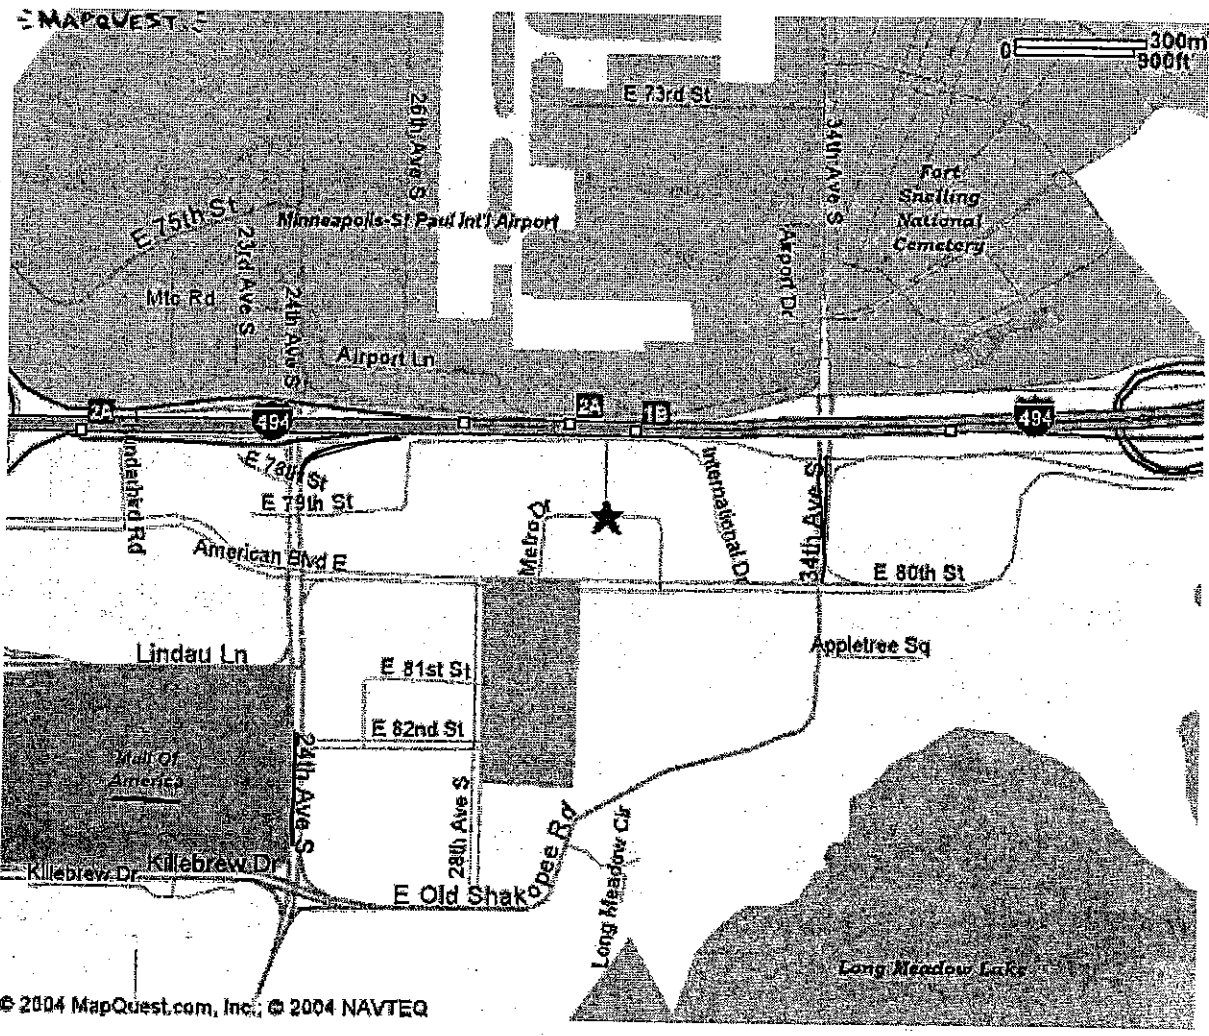 MAPQUEST.
0 300m
900ft
E 73rd St
26th Ave S
34th Ave S
Fort
Snelling
National
Cemetery
E 75th St
Minneapolis-St Paul Int'l Airport
23rd Ave S
Airport Dr
Mtc Rd
24th Ave S
Airport Ln
2A
494
2A
1B
494
E 78th St
E 79th St
Metro Dr
International Dr
34th Ave S
American Blvd E
E 80th St
Lindau Ln
Appletree Sq
E 81st St
E 82nd St
Mall Of
America
24th Ave S
28th Ave S
Killebrew Dr
Killebrew Dr
E Old Shakopee Rd
Long Meadow Cir
Long Meadow Lake
© 2004 MapQuest.com, Inc.; © 2004 NAVTEQ